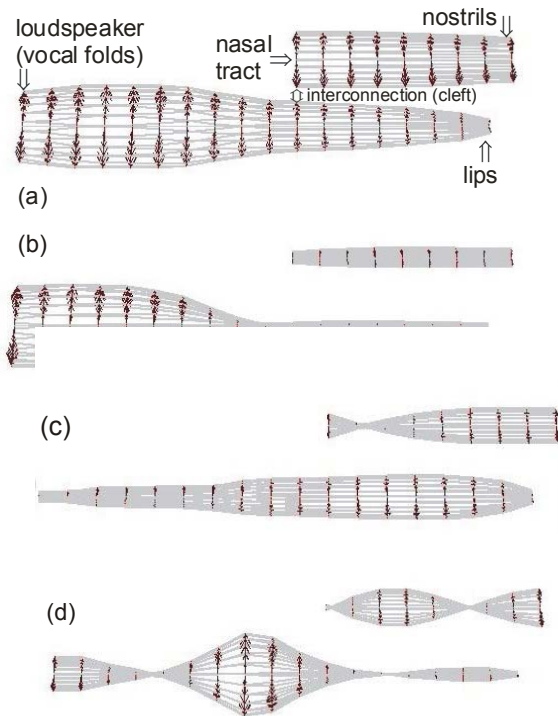 loudspeaker
(vocal folds)
nasal
tract
nostrils
interconnection (cleft)
lips
(a)
(b)
(c)
(d)